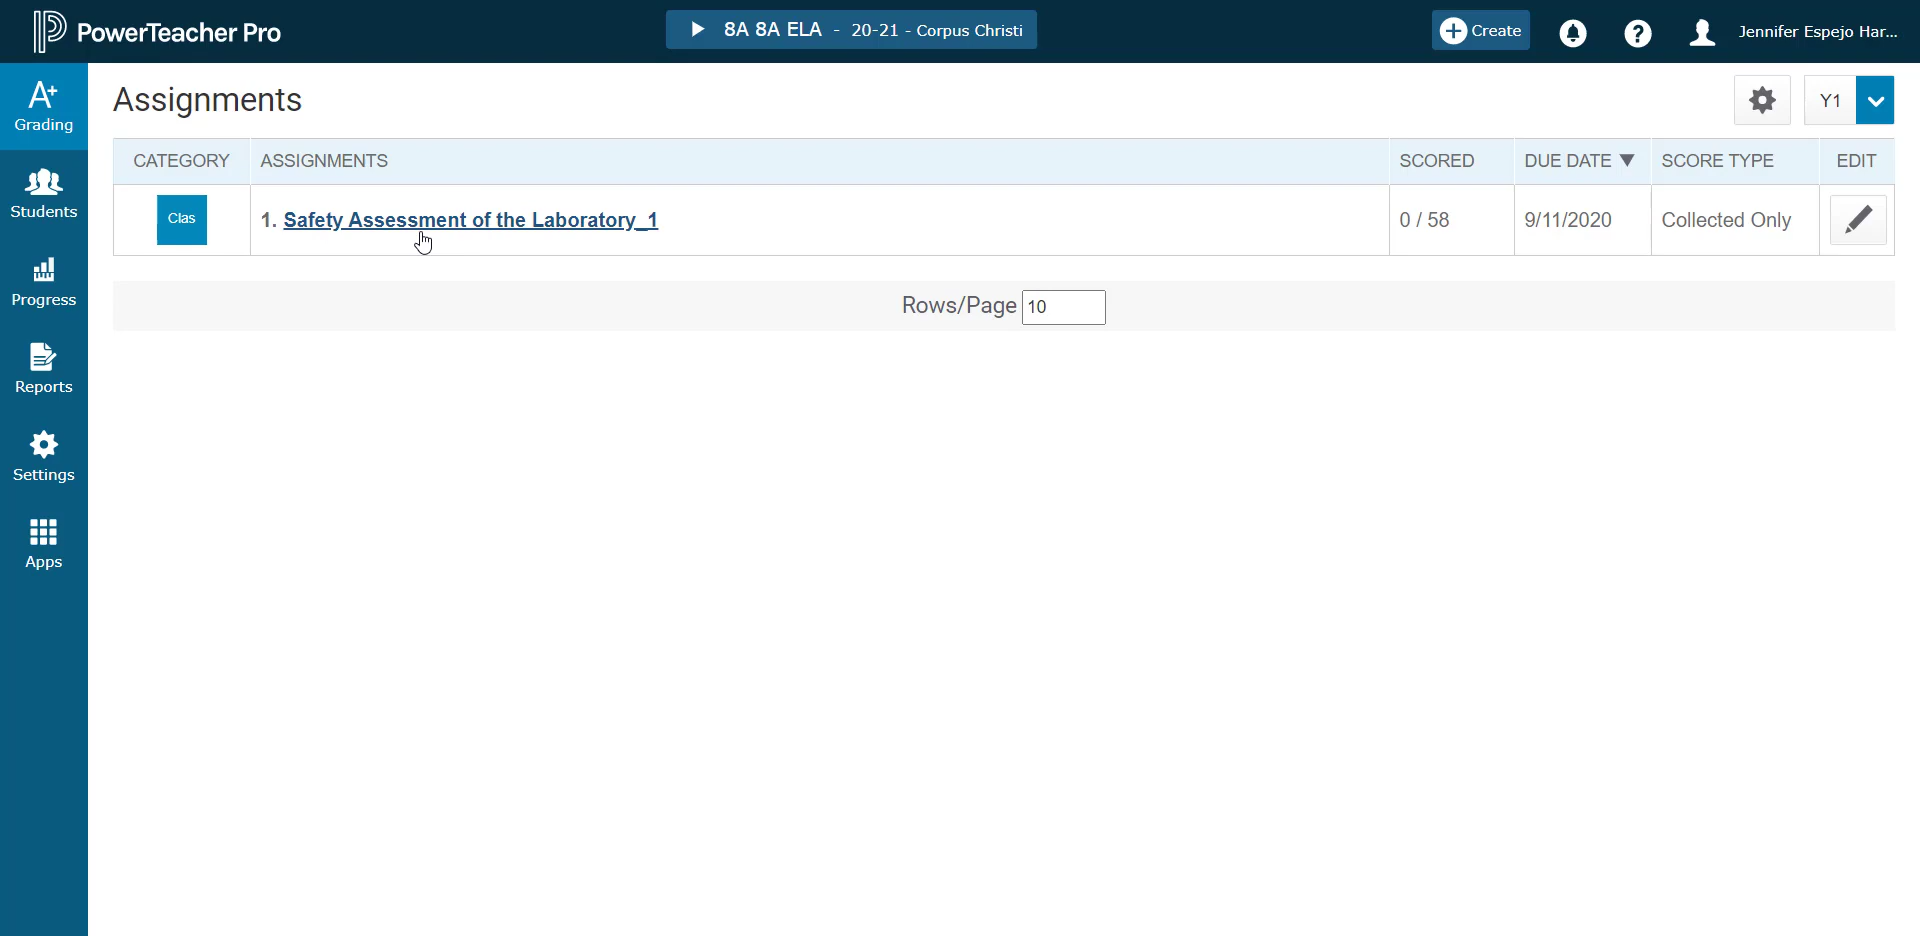 PowerTeacher Pro
8A 8A ELA - 20-21 - Corpus Christi
Create
Jennifer Espejo Har...
Grading
Students
Progress
Reports
Settings
Apps
Assignments
Y1
CATEGORY ASSIGNMENTS SCORED DUE DATE SCORE TYPE EDIT
Clas 1. Safety Assessment of the Laboratory_1 0 / 58 9/11/2020 Collected Only
Rows/Page 10